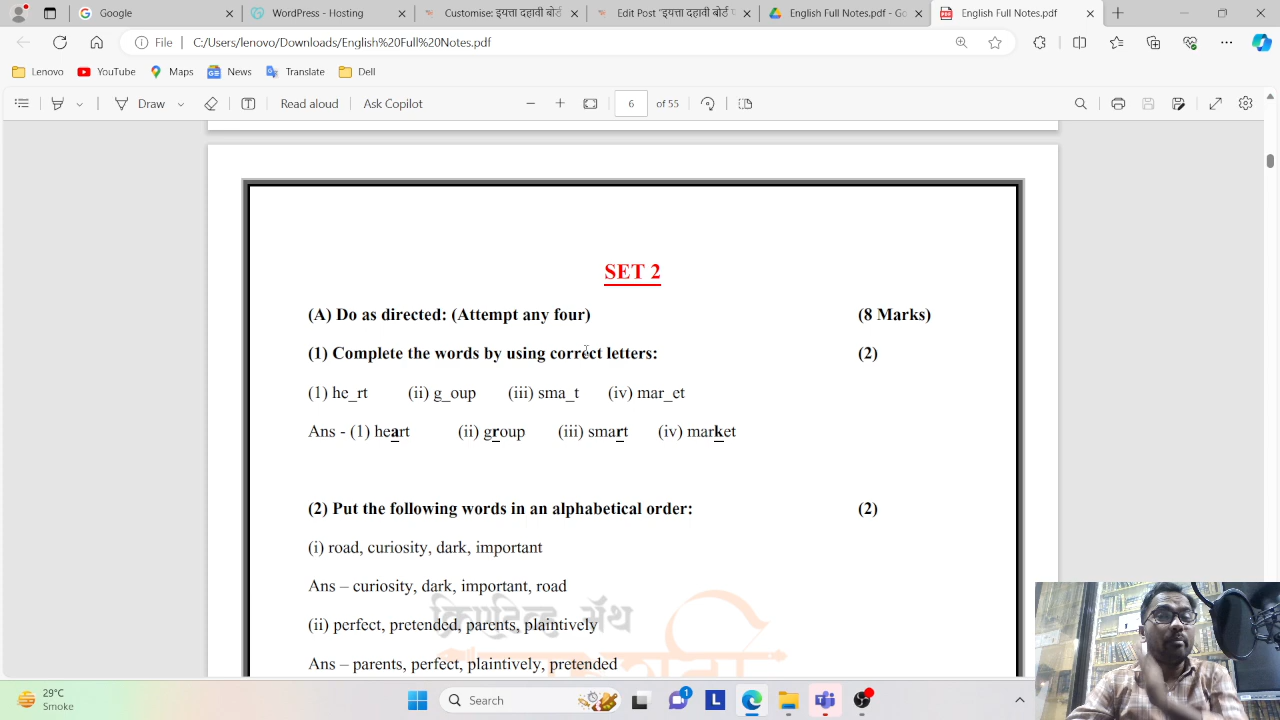 Google
WordPress - Hosting
Customise: इयत्ता दहावी बोर्ड
Edit Post "इयत्ता दहावी बोर्ड
English Full Notes.pdf - Go
English Full Notes.pdf
File
C:/Users/lenovo/Downloads/English%20Full%20Notes.pdf
Lenovo
YouTube
Maps
News
Translate
Dell
Draw
Read aloud
Ask Copilot
6 of 55
SET 2
(A) Do as directed: (Attempt any four) (8 Marks)
(1) Complete the words by using correct letters: (2)
(1) he_rt (ii) g_oup (iii) sma_t (iv) mar_et
Ans - (1) heart (ii) group (iii) smart (iv) market
(2) Put the following words in an alphabetical order: (2)
(i) road, curiosity, dark, important
Ans – curiosity, dark, important, road
(ii) perfect, pretended, parents, plaintively
Ans – parents, perfect, plaintively, pretended
29°C
Smoke
Search
1
L